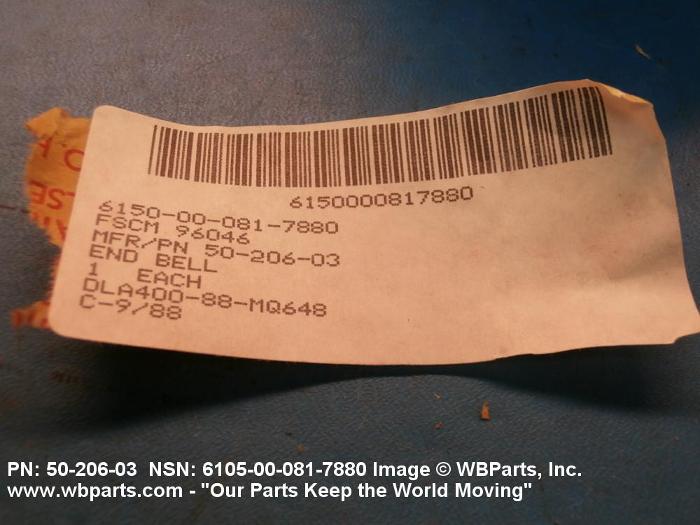 6150000817880
6150-00-081-7880
FSCM 96046
MFR/PN 50-206-03
END BELL
1 EACH
DLA400-88-MQ648
C-9/88
PN: 50-206-03 NSN: 6105-00-081-7880 Image © WBParts, Inc.
www.wbparts.com - "Our Parts Keep the World Moving"